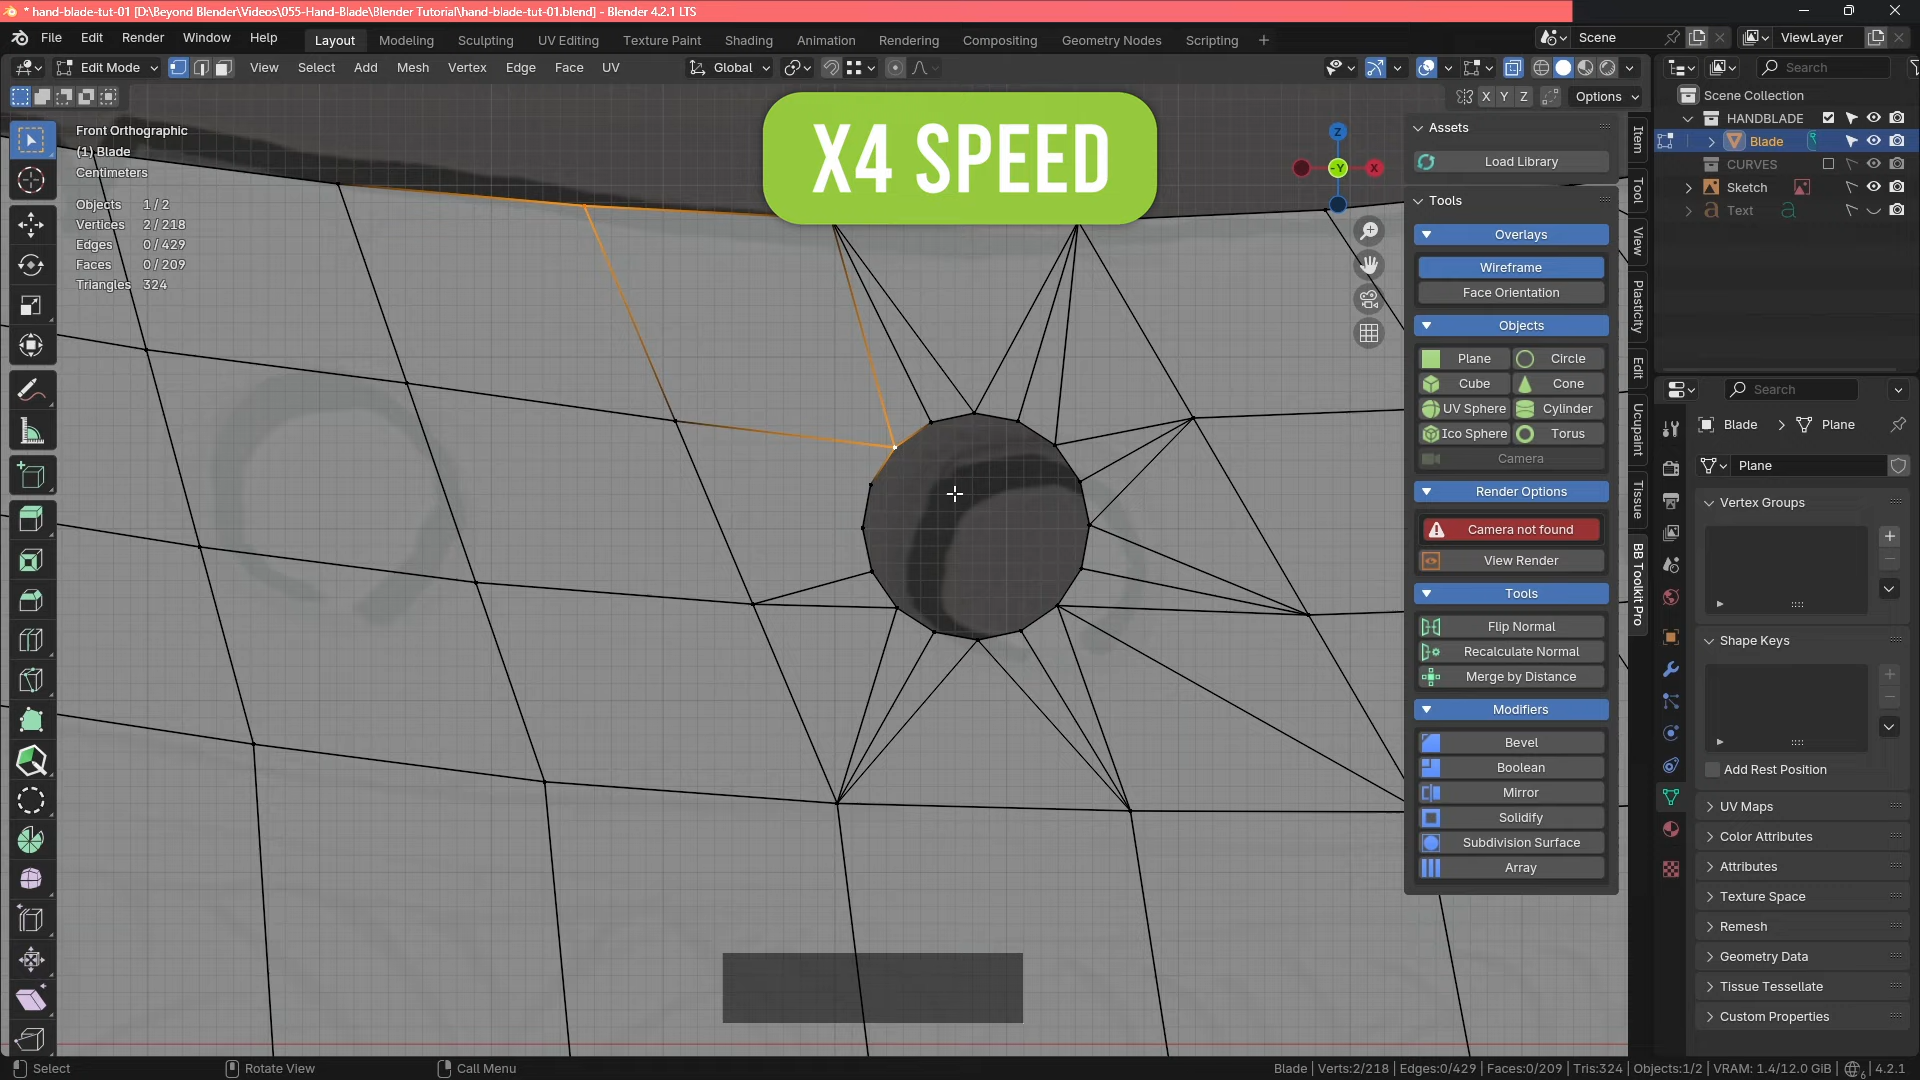 * hand-blade-tut-01 [D:\Beyond Blender\Videos\055-Hand-Blade\Blender Tutorial\hand-blade-tut-01.blend] - Blender 4.2.1 LTS
File Edit Render Window Help Layout Modeling Sculpting UV Editing Texture Paint Shading Animation Rendering Compositing Geometry Nodes Scripting + Scene ViewLayer
Edit Mode View Select Add Mesh Vertex Edge Face UV Global Search
X Y Z Options
Scene Collection
HANDBLADE
Blade
CURVES
Sketch
Text
Front Orthographic
(1) Blade
Centimeters
Objects 1 / 2
Vertices 2 / 218
Edges 0 / 429
Faces 0 / 209
Triangles 324
X4 SPEED
Z
-Y
X
Assets
Load Library
Tools
Overlays
Wireframe
Face Orientation
Objects
Plane Circle
Cube Cone
UV Sphere Cylinder
Ico Sphere Torus
Camera
Render Options
Camera not found
View Render
Tools
Flip Normal
Recalculate Normal
Merge by Distance
Modifiers
Bevel
Boolean
Mirror
Solidify
Subdivision Surface
Array
Item
Tool
View
Plasticity
Edit
Ucupaint
Tissue
BB Toolkit Pro
Search
Blade Plane
Plane
Vertex Groups
Shape Keys
Add Rest Position
UV Maps
Color Attributes
Attributes
Texture Space
Remesh
Geometry Data
Tissue Tessellate
Custom Properties
Select Rotate View Call Menu Blade | Verts:2/218 | Edges:0/429 | Faces:0/209 | Tris:324 | Objects:1/2 | VRAM: 1.4/12.0 GiB | 6 | 4.2.1